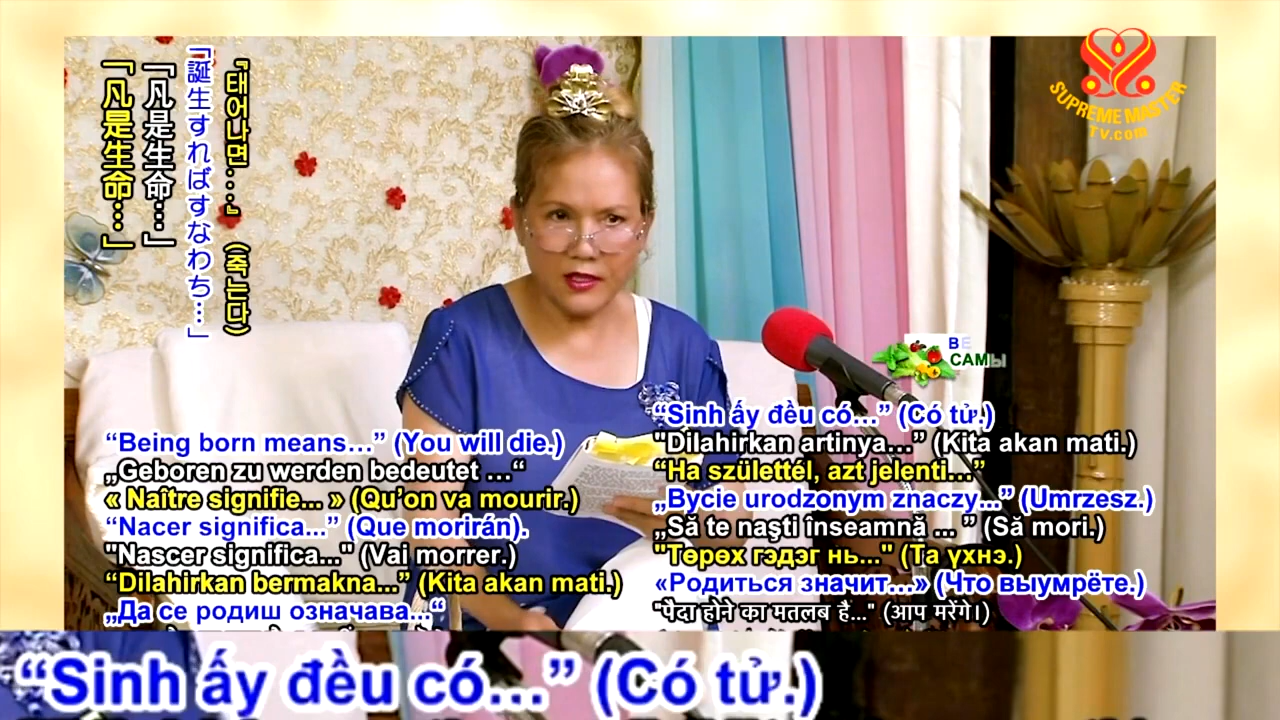 「凡是生命…」
「凡是生命…」
「誕生すればすなわち…」
『태어나면...』 (죽는다)
SUPREME MASTER
TV.com
BE
САМЫ
“Being born means…” (You will die.)
„Geboren zu werden bedeutet …“
« Naître signifie... » (Qu’on va mourir.)
“Nacer significa...” (Que morirán).
"Nascer significa..." (Vai morrer.)
“Dilahirkan bermakna...” (Kita akan mati.)
„Да се родиш означава...“
“Sinh ấy đều có…” (Có tử.)
"Dilahirkan artinya…” (Kita akan mati.)
“Ha születtél, azt jelenti...”
„Bycie urodzonym znaczy...” (Umrzesz.)
„Să te naşti înseamnă ...” (Să mori.)
"Төрөх гэдэг нь..." (Та үхнэ.)
«Родиться значит...» (Что выумрёте.)
"पैदा होने का मतलब है..." (आप मरेंगे।)
“Sinh ấy đều có…” (Có tử.)